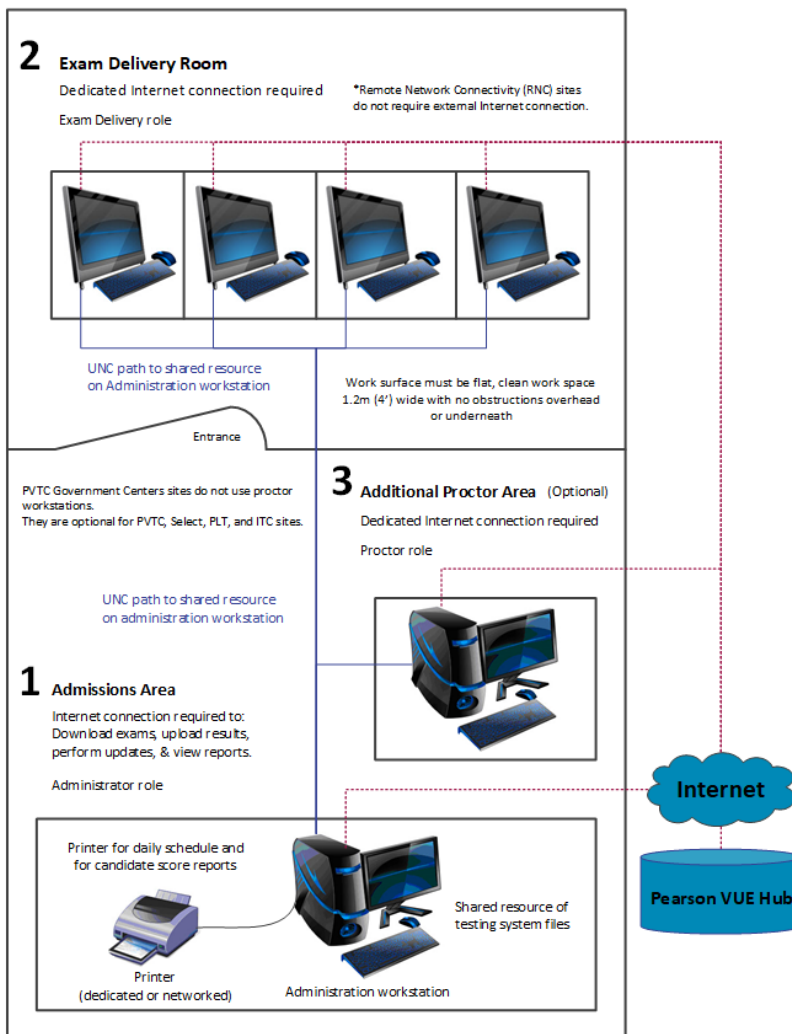 2 Exam Delivery Room
Dedicated Internet connection required
Exam Delivery role
*Remote Network Connectivity (RNC) sites
do not require external Internet connection.
UNC path to shared resource
on Administration workstation
Work surface must be flat, clean work space
1.2m (4') wide with no obstructions overhead
or underneath
Entrance
PVTC Government Centers sites do not use proctor
workstations.
They are optional for PVTC, Select, PLT, and ITC sites.
3 Additional Proctor Area (Optional)
Dedicated Internet connection required
Proctor role
UNC path to shared resource
on administration workstation
1 Admissions Area
Internet connection required to:
Download exams, upload results,
perform updates, & view reports.
Administrator role
Internet
Pearson VUE Hub
Printer for daily schedule and
for candidate score reports
Shared resource of
testing system files
Printer
(dedicated or networked)
Administration workstation